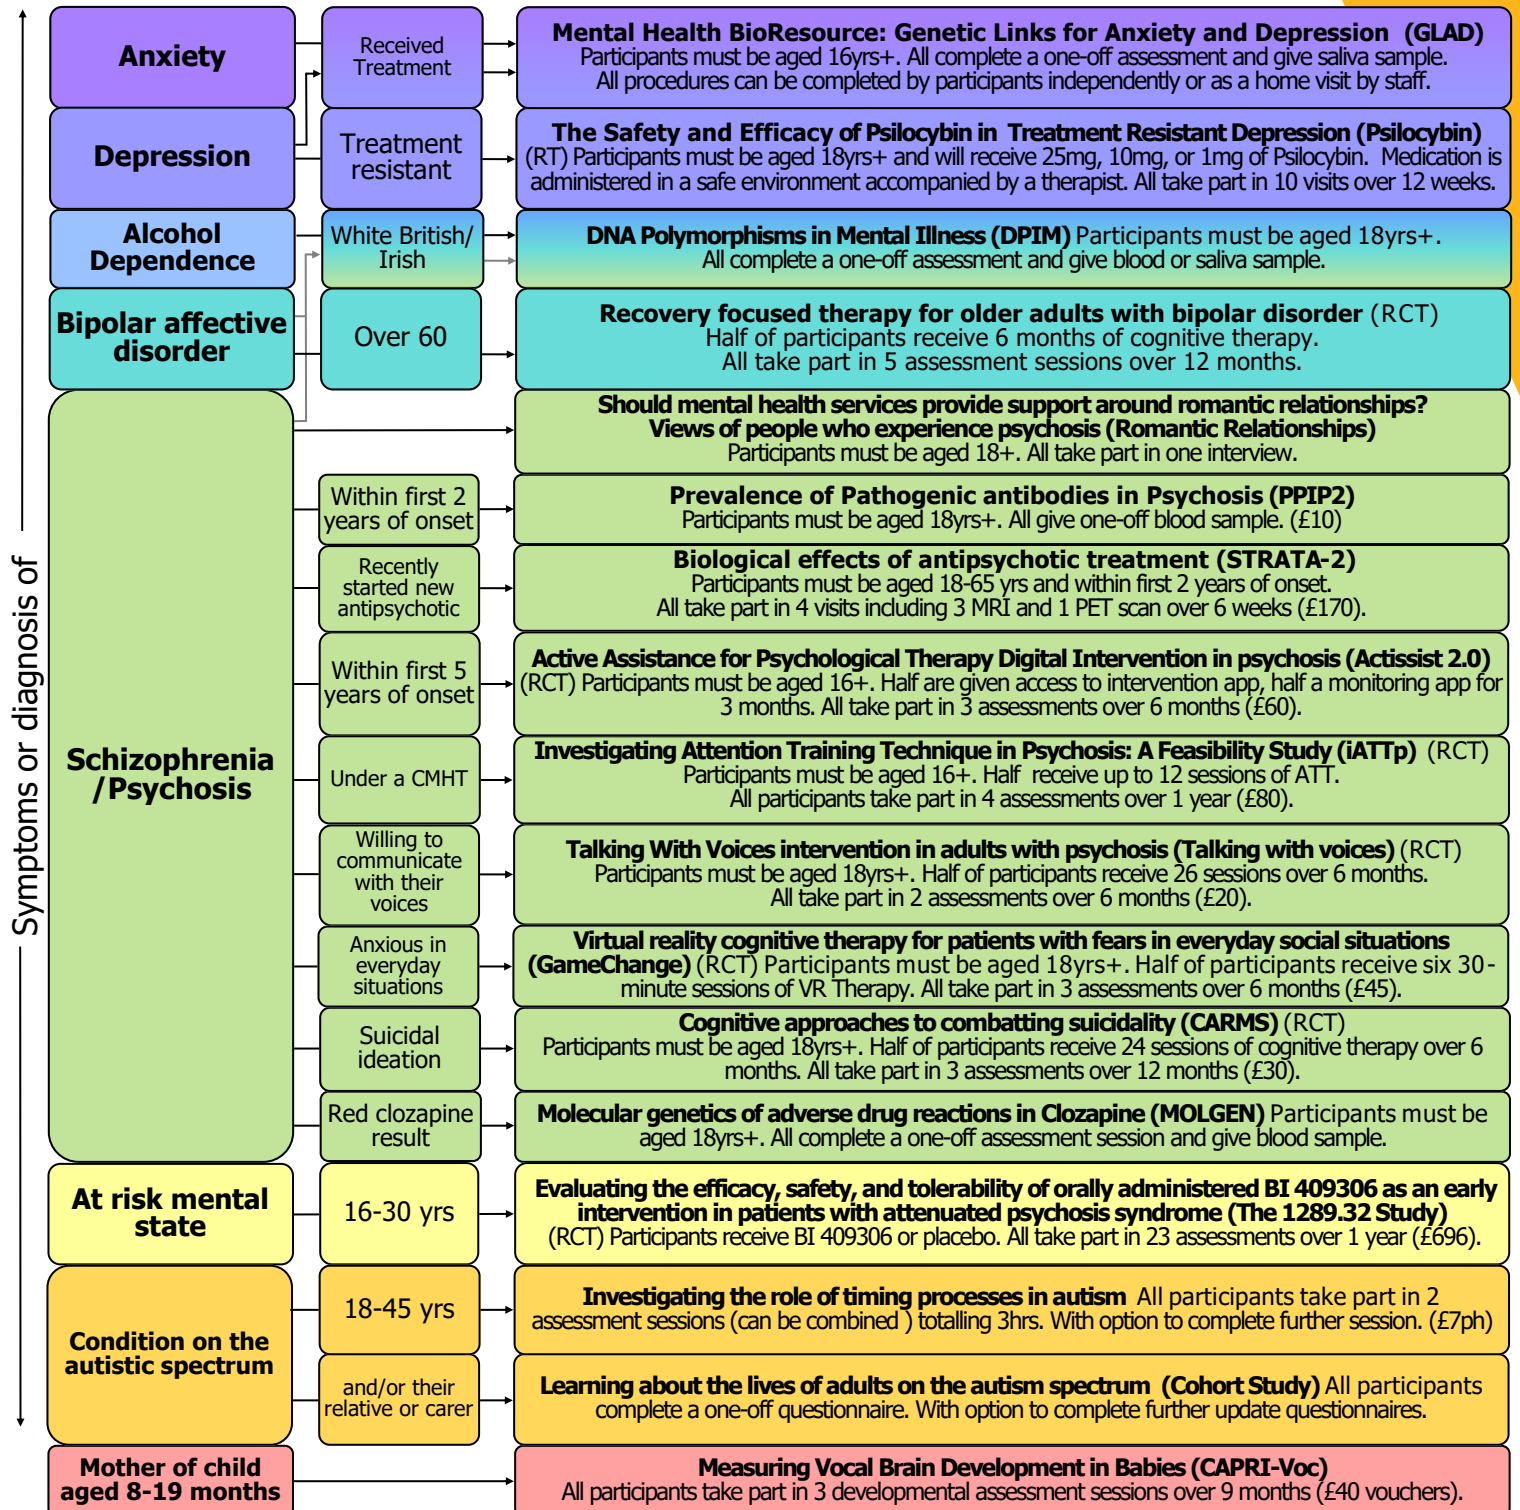 Symptoms or diagnosis of
Anxiety
Received
Treatment
Mental Health BioResource: Genetic Links for Anxiety and Depression (GLAD)
Participants must be aged 16yrs+. All complete a one-off assessment and give saliva sample.
All procedures can be completed by participants independently or as a home visit by staff.
Depression
Treatment
resistant
The Safety and Efficacy of Psilocybin in Treatment Resistant Depression (Psilocybin)
(RT) Participants must be aged 18yrs+ and will receive 25mg, 10mg, or 1mg of Psilocybin. Medication is
administered in a safe environment accompanied by a therapist. All take part in 10 visits over 12 weeks.
Alcohol
Dependence
White British/
Irish
DNA Polymorphisms in Mental Illness (DPIM) Participants must be aged 18yrs+.
All complete a one-off assessment and give blood or saliva sample.
Bipolar affective
disorder
Over 60
Recovery focused therapy for older adults with bipolar disorder (RCT)
Half of participants receive 6 months of cognitive therapy.
All take part in 5 assessment sessions over 12 months.
Schizophrenia
/Psychosis
Should mental health services provide support around romantic relationships?
Views of people who experience psychosis (Romantic Relationships)
Participants must be aged 18+. All take part in one interview.
Within first 2
years of onset
Prevalence of Pathogenic antibodies in Psychosis (PPIP2)
Participants must be aged 18yrs+. All give one-off blood sample. (£10)
Recently
started new
antipsychotic
Biological effects of antipsychotic treatment (STRATA-2)
Participants must be aged 18-65 yrs and within first 2 years of onset.
All take part in 4 visits including 3 MRI and 1 PET scan over 6 weeks (£170).
Within first 5
years of onset
Active Assistance for Psychological Therapy Digital Intervention in psychosis (Actissist 2.0)
(RCT) Participants must be aged 16+. Half are given access to intervention app, half a monitoring app for
3 months. All take part in 3 assessments over 6 months (£60).
Under a CMHT
Investigating Attention Training Technique in Psychosis: A Feasibility Study (iATTp) (RCT)
Participants must be aged 16+. Half receive up to 12 sessions of ATT.
All participants take part in 4 assessments over 1 year (£80).
Willing to
communicate
with their
voices
Talking With Voices intervention in adults with psychosis (Talking with voices) (RCT)
Participants must be aged 18yrs+. Half of participants receive 26 sessions over 6 months.
All take part in 2 assessments over 6 months (£20).
Anxious in
everyday
situations
Virtual reality cognitive therapy for patients with fears in everyday social situations
(GameChange) (RCT) Participants must be aged 18yrs+. Half of participants receive six 30-
minute sessions of VR Therapy. All take part in 3 assessments over 6 months (£45).
Suicidal
ideation
Cognitive approaches to combatting suicidality (CARMS) (RCT)
Participants must be aged 18yrs+. Half of participants receive 24 sessions of cognitive therapy over 6
months. All take part in 3 assessments over 12 months (£30).
Red clozapine
result
Molecular genetics of adverse drug reactions in Clozapine (MOLGEN) Participants must be
aged 18yrs+. All complete a one-off assessment session and give blood sample.
At risk mental
state
16-30 yrs
Evaluating the efficacy, safety, and tolerability of orally administered BI 409306 as an early
intervention in patients with attenuated psychosis syndrome (The 1289.32 Study)
(RCT) Participants receive BI 409306 or placebo. All take part in 23 assessments over 1 year (£696).
Condition on the
autistic spectrum
18-45 yrs
Investigating the role of timing processes in autism All participants take part in 2
assessment sessions (can be combined ) totalling 3hrs. With option to complete further session. (£7ph)
and/or their
relative or carer
Learning about the lives of adults on the autism spectrum (Cohort Study) All participants
complete a one-off questionnaire. With option to complete further update questionnaires.
Mother of child
aged 8-19 months
Measuring Vocal Brain Development in Babies (CAPRI-Voc)
All participants take part in 3 developmental assessment sessions over 9 months (£40 vouchers).